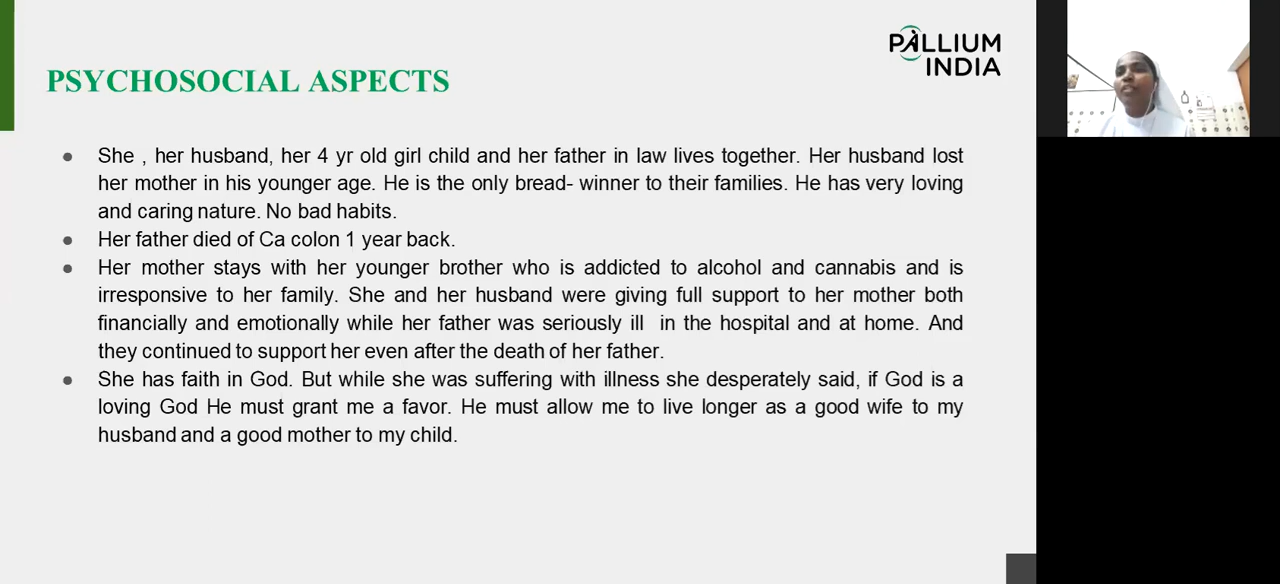 PALLIUM
INDIA
PSYCHOSOCIAL ASPECTS
● She , her husband, her 4 yr old girl child and her father in law lives together. Her husband lost
her mother in his younger age. He is the only bread- winner to their families. He has very loving
and caring nature. No bad habits.
● Her father died of Ca colon 1 year back.
● Her mother stays with her younger brother who is addicted to alcohol and cannabis and is
irresponsive to her family. She and her husband were giving full support to her mother both
financially and emotionally while her father was seriously ill in the hospital and at home. And
they continued to support her even after the death of her father.
● She has faith in God. But while she was suffering with illness she desperately said, if God is a
loving God He must grant me a favor. He must allow me to live longer as a good wife to my
husband and a good mother to my child.